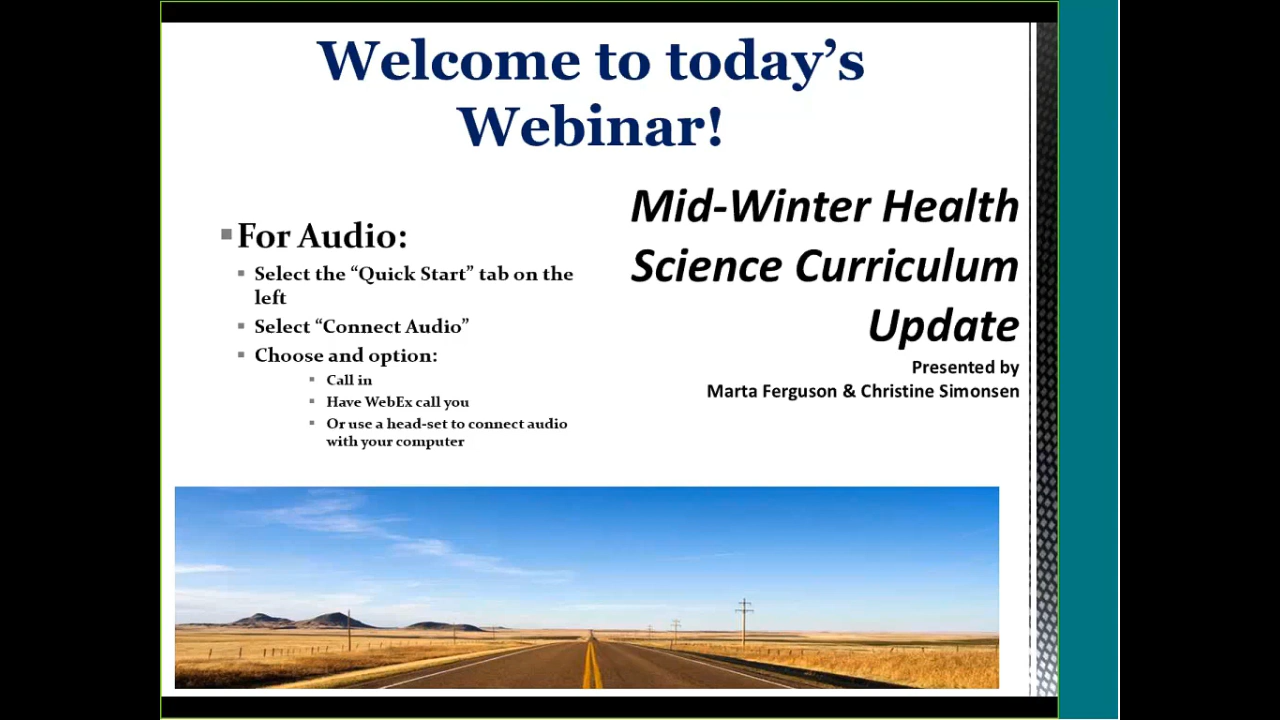 Welcome to today’s
Webinar!
For Audio:
Select the “Quick Start” tab on the
left
Select “Connect Audio”
Choose and option:
Call in
Have WebEx call you
Or use a head-set to connect audio
with your computer
Mid-Winter Health
Science Curriculum
Update
Presented by
Marta Ferguson & Christine Simonsen